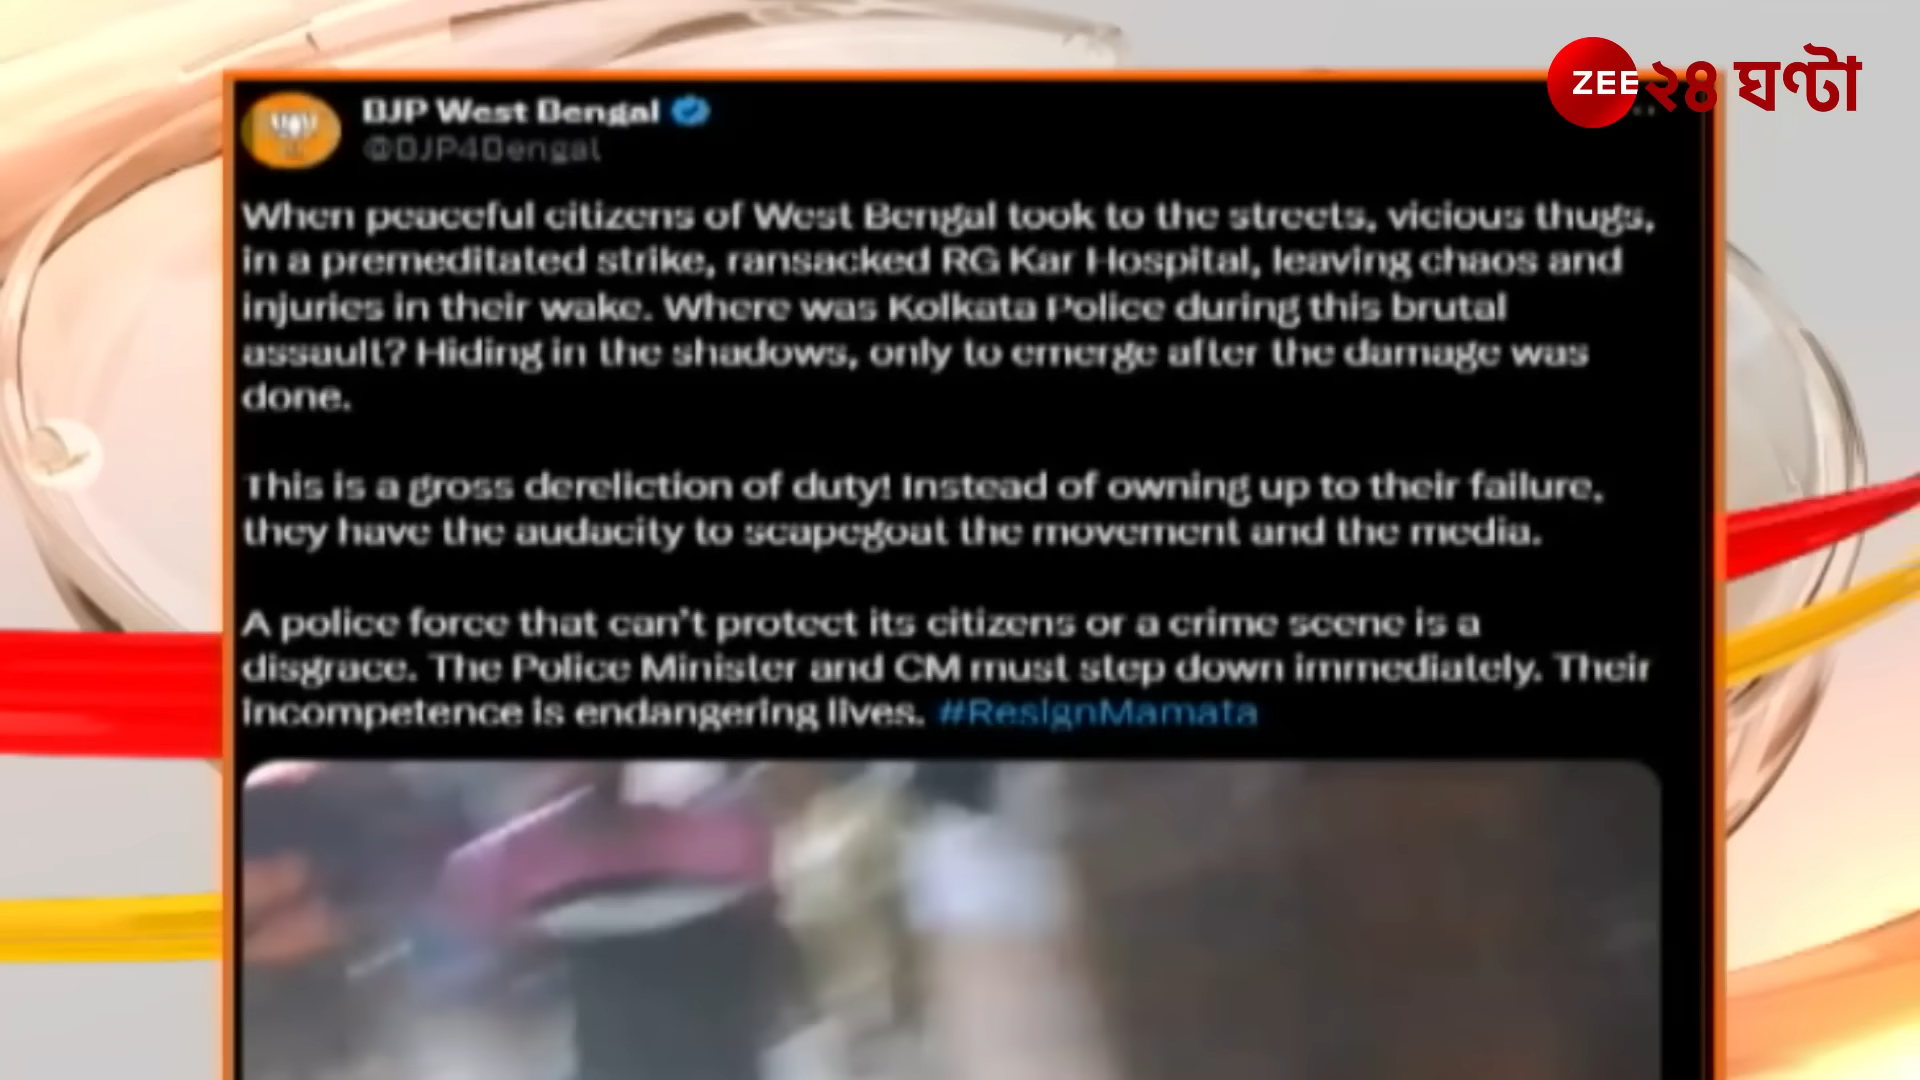 ZEE ২৪ ঘণ্টা
BJP West Bengal
@BJP4Bengal
When peaceful citizens of West Bengal took to the streets, vicious thugs,
in a premeditated strike, ransacked RG Kar Hospital, leaving chaos and
injuries in their wake. Where was Kolkata Police during this brutal
assault? Hiding in the shadows, only to emerge after the damage was
done.
This is a gross dereliction of duty! Instead of owning up to their failure,
they have the audacity to scapegoat the movement and the media.
A police force that can't protect its citizens or a crime scene is a
disgrace. The Police Minister and CM must step down immediately. Their
incompetence is endangering lives. #ResignMamata